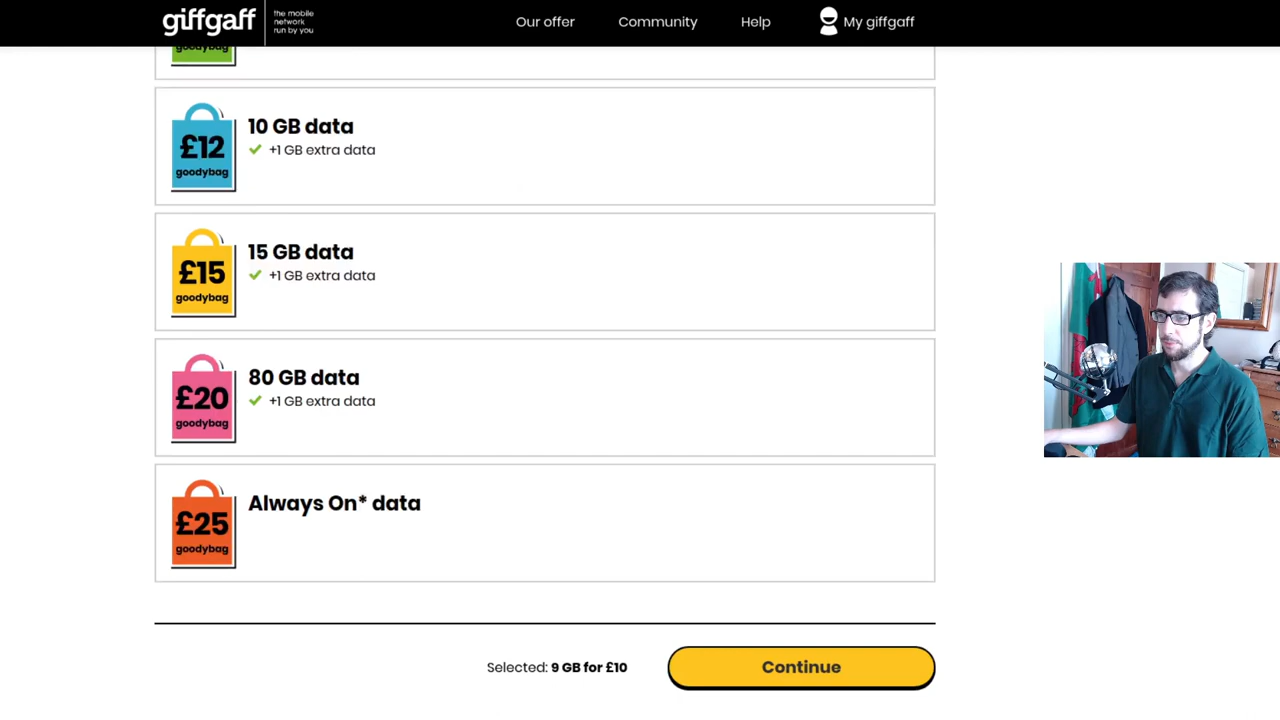 giffgaff
the mobile
network
run by you
Our offer
Community
Help
My giffgaff
goodybag
£12
goodybag
10 GB data
+1 GB extra data
£15
goodybag
15 GB data
+1 GB extra data
£20
goodybag
80 GB data
+1 GB extra data
£25
goodybag
Always On* data
Selected: 9 GB for £10
Continue